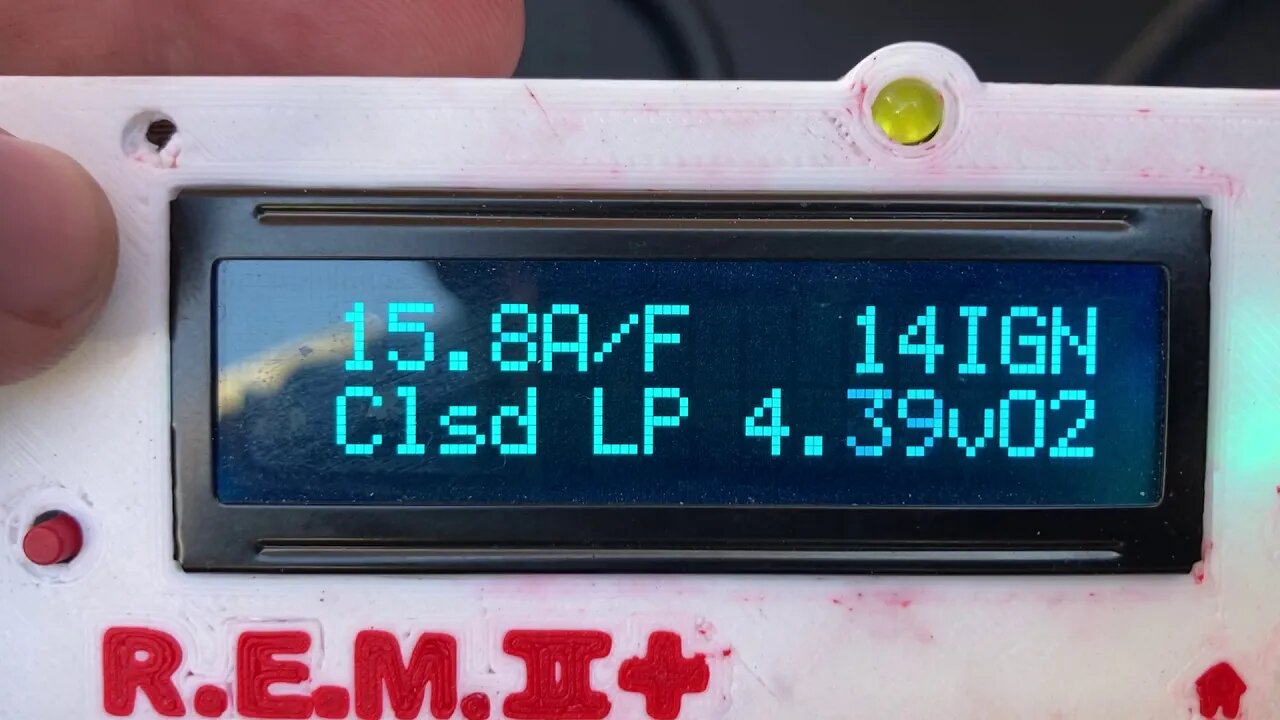 15.8A/F 14IGN
Clsd LP 4.39vO2
R.E.M.II+